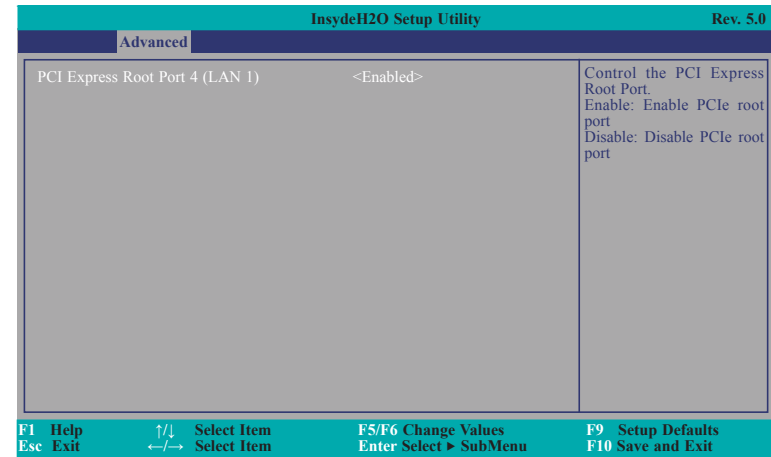 InsydeH2O Setup Utility Rev. 5.0
Advanced
PCI Express Root Port 4 (LAN 1) <Enabled>
Control the PCI Express
Root Port.
Enable: Enable PCIe root
port
Disable: Disable PCIe root
port
F1 Help ↑/↓ Select Item F5/F6 Change Values F9 Setup Defaults
Esc Exit ←/→ Select Item Enter Select ► SubMenu F10 Save and Exit